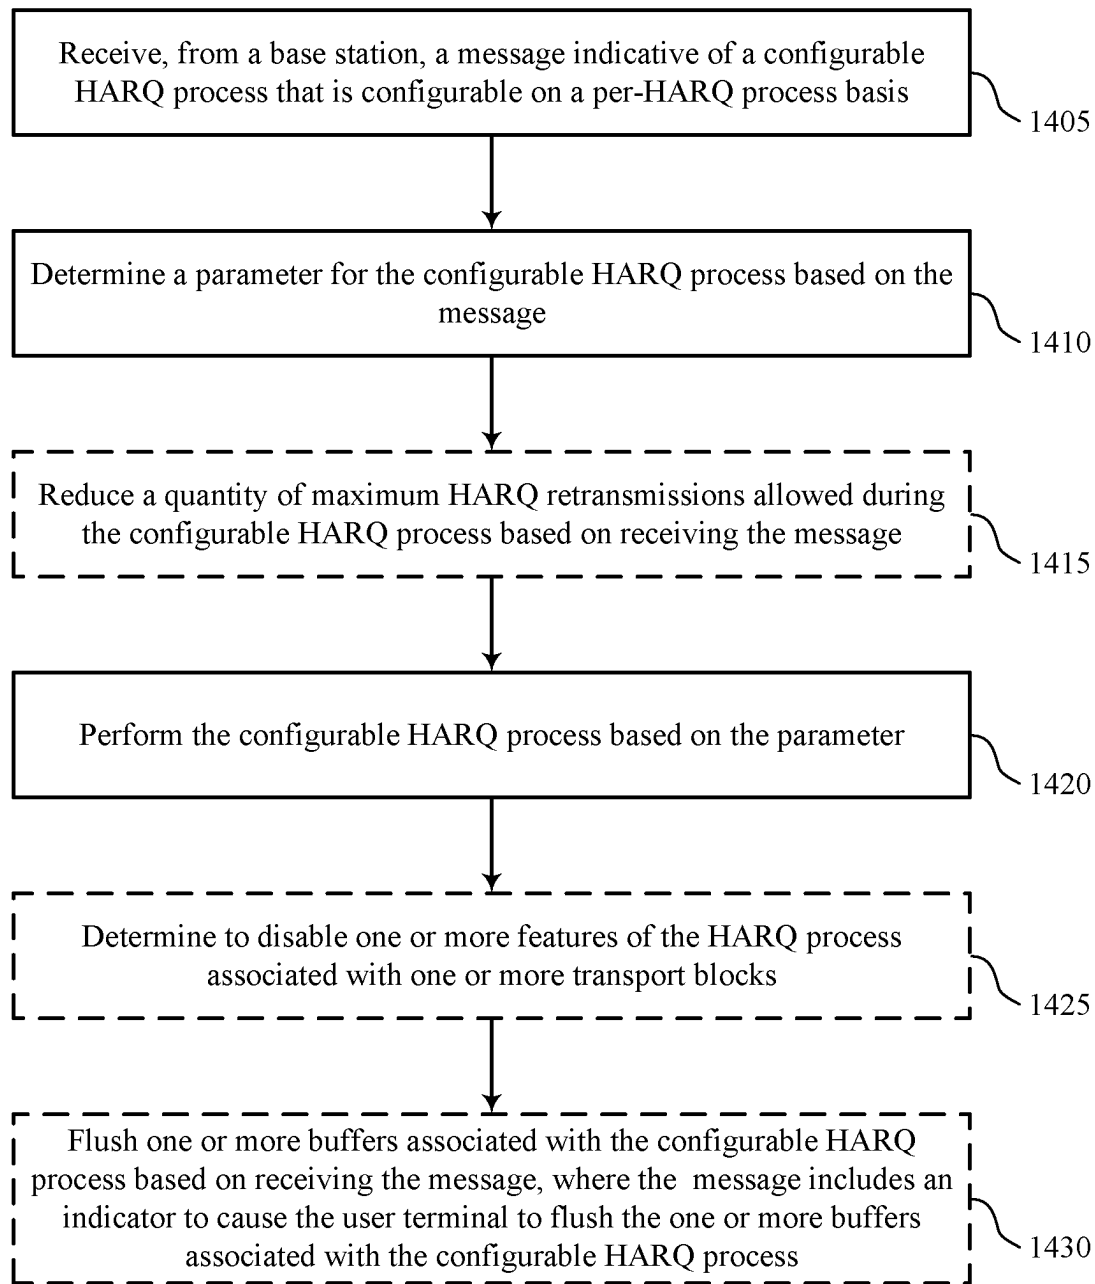 Receive, from a base station, a message indicative of a configurable
HARQ process that is configurable on a per-HARQ process basis
1405
Determine a parameter for the configurable HARQ process based on the
message
1410
Reduce a quantity of maximum HARQ retransmissions allowed during
the configurable HARQ process based on receiving the message
1415
Perform the configurable HARQ process based on the parameter
1420
Determine to disable one or more features of the HARQ process
associated with one or more transport blocks
1425
Flush one or more buffers associated with the configurable HARQ
process based on receiving the message, where the  message includes an
indicator to cause the user terminal to flush the one or more buffers
associated with the configurable HARQ process
1430